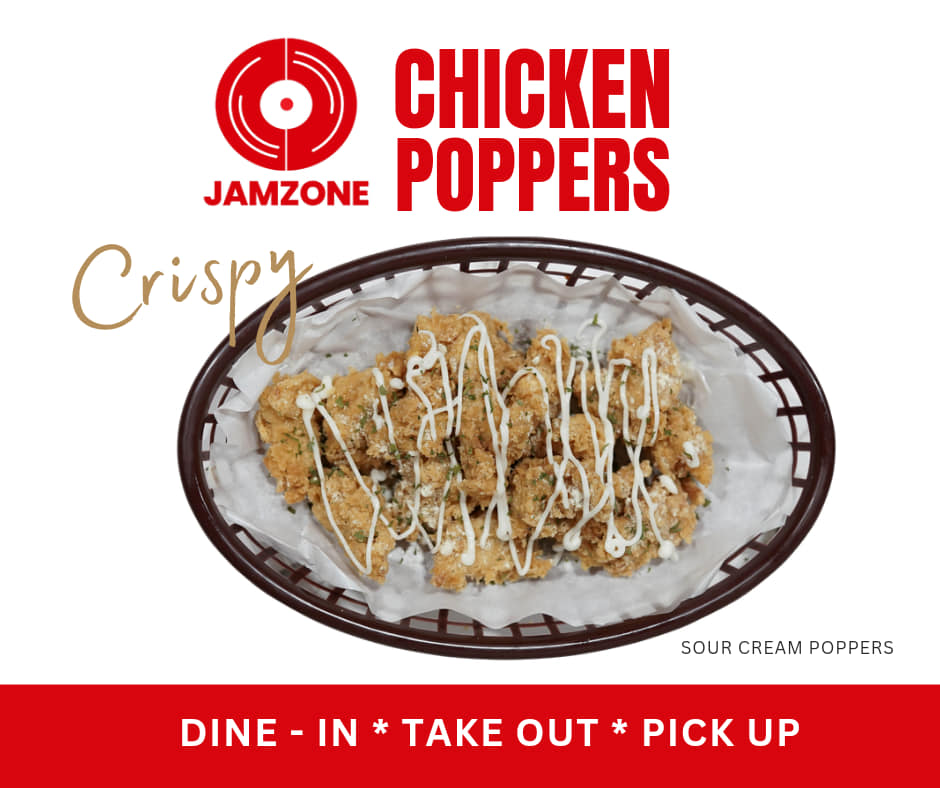 JAMZONE
CHICKEN
POPPERS
Crispy
SOUR CREAM POPPERS
DINE - IN * TAKE OUT * PICK UP